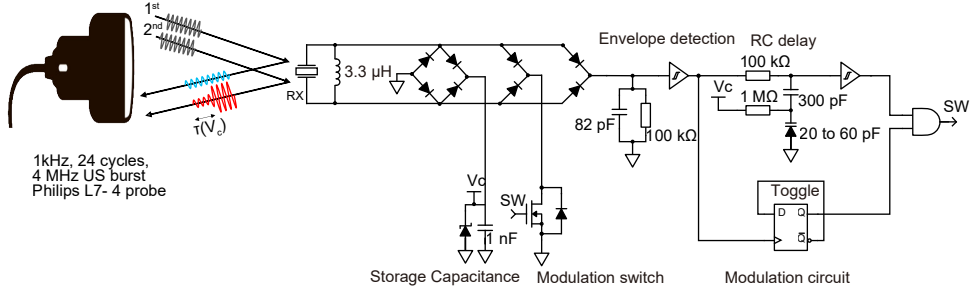 1st
2nd
τ(Vc)
1kHz, 24 cycles,
4 MHz US burst
Philips L7- 4 probe
RX
3.3 μH
Vc
1 nF
Storage Capacitance
SW
Modulation switch
Envelope detection
82 pF
100 kΩ
RC delay
100 kΩ
Vc
1 MΩ
300 pF
20 to 60 pF
SW
Toggle
D
Q
Q
Modulation circuit